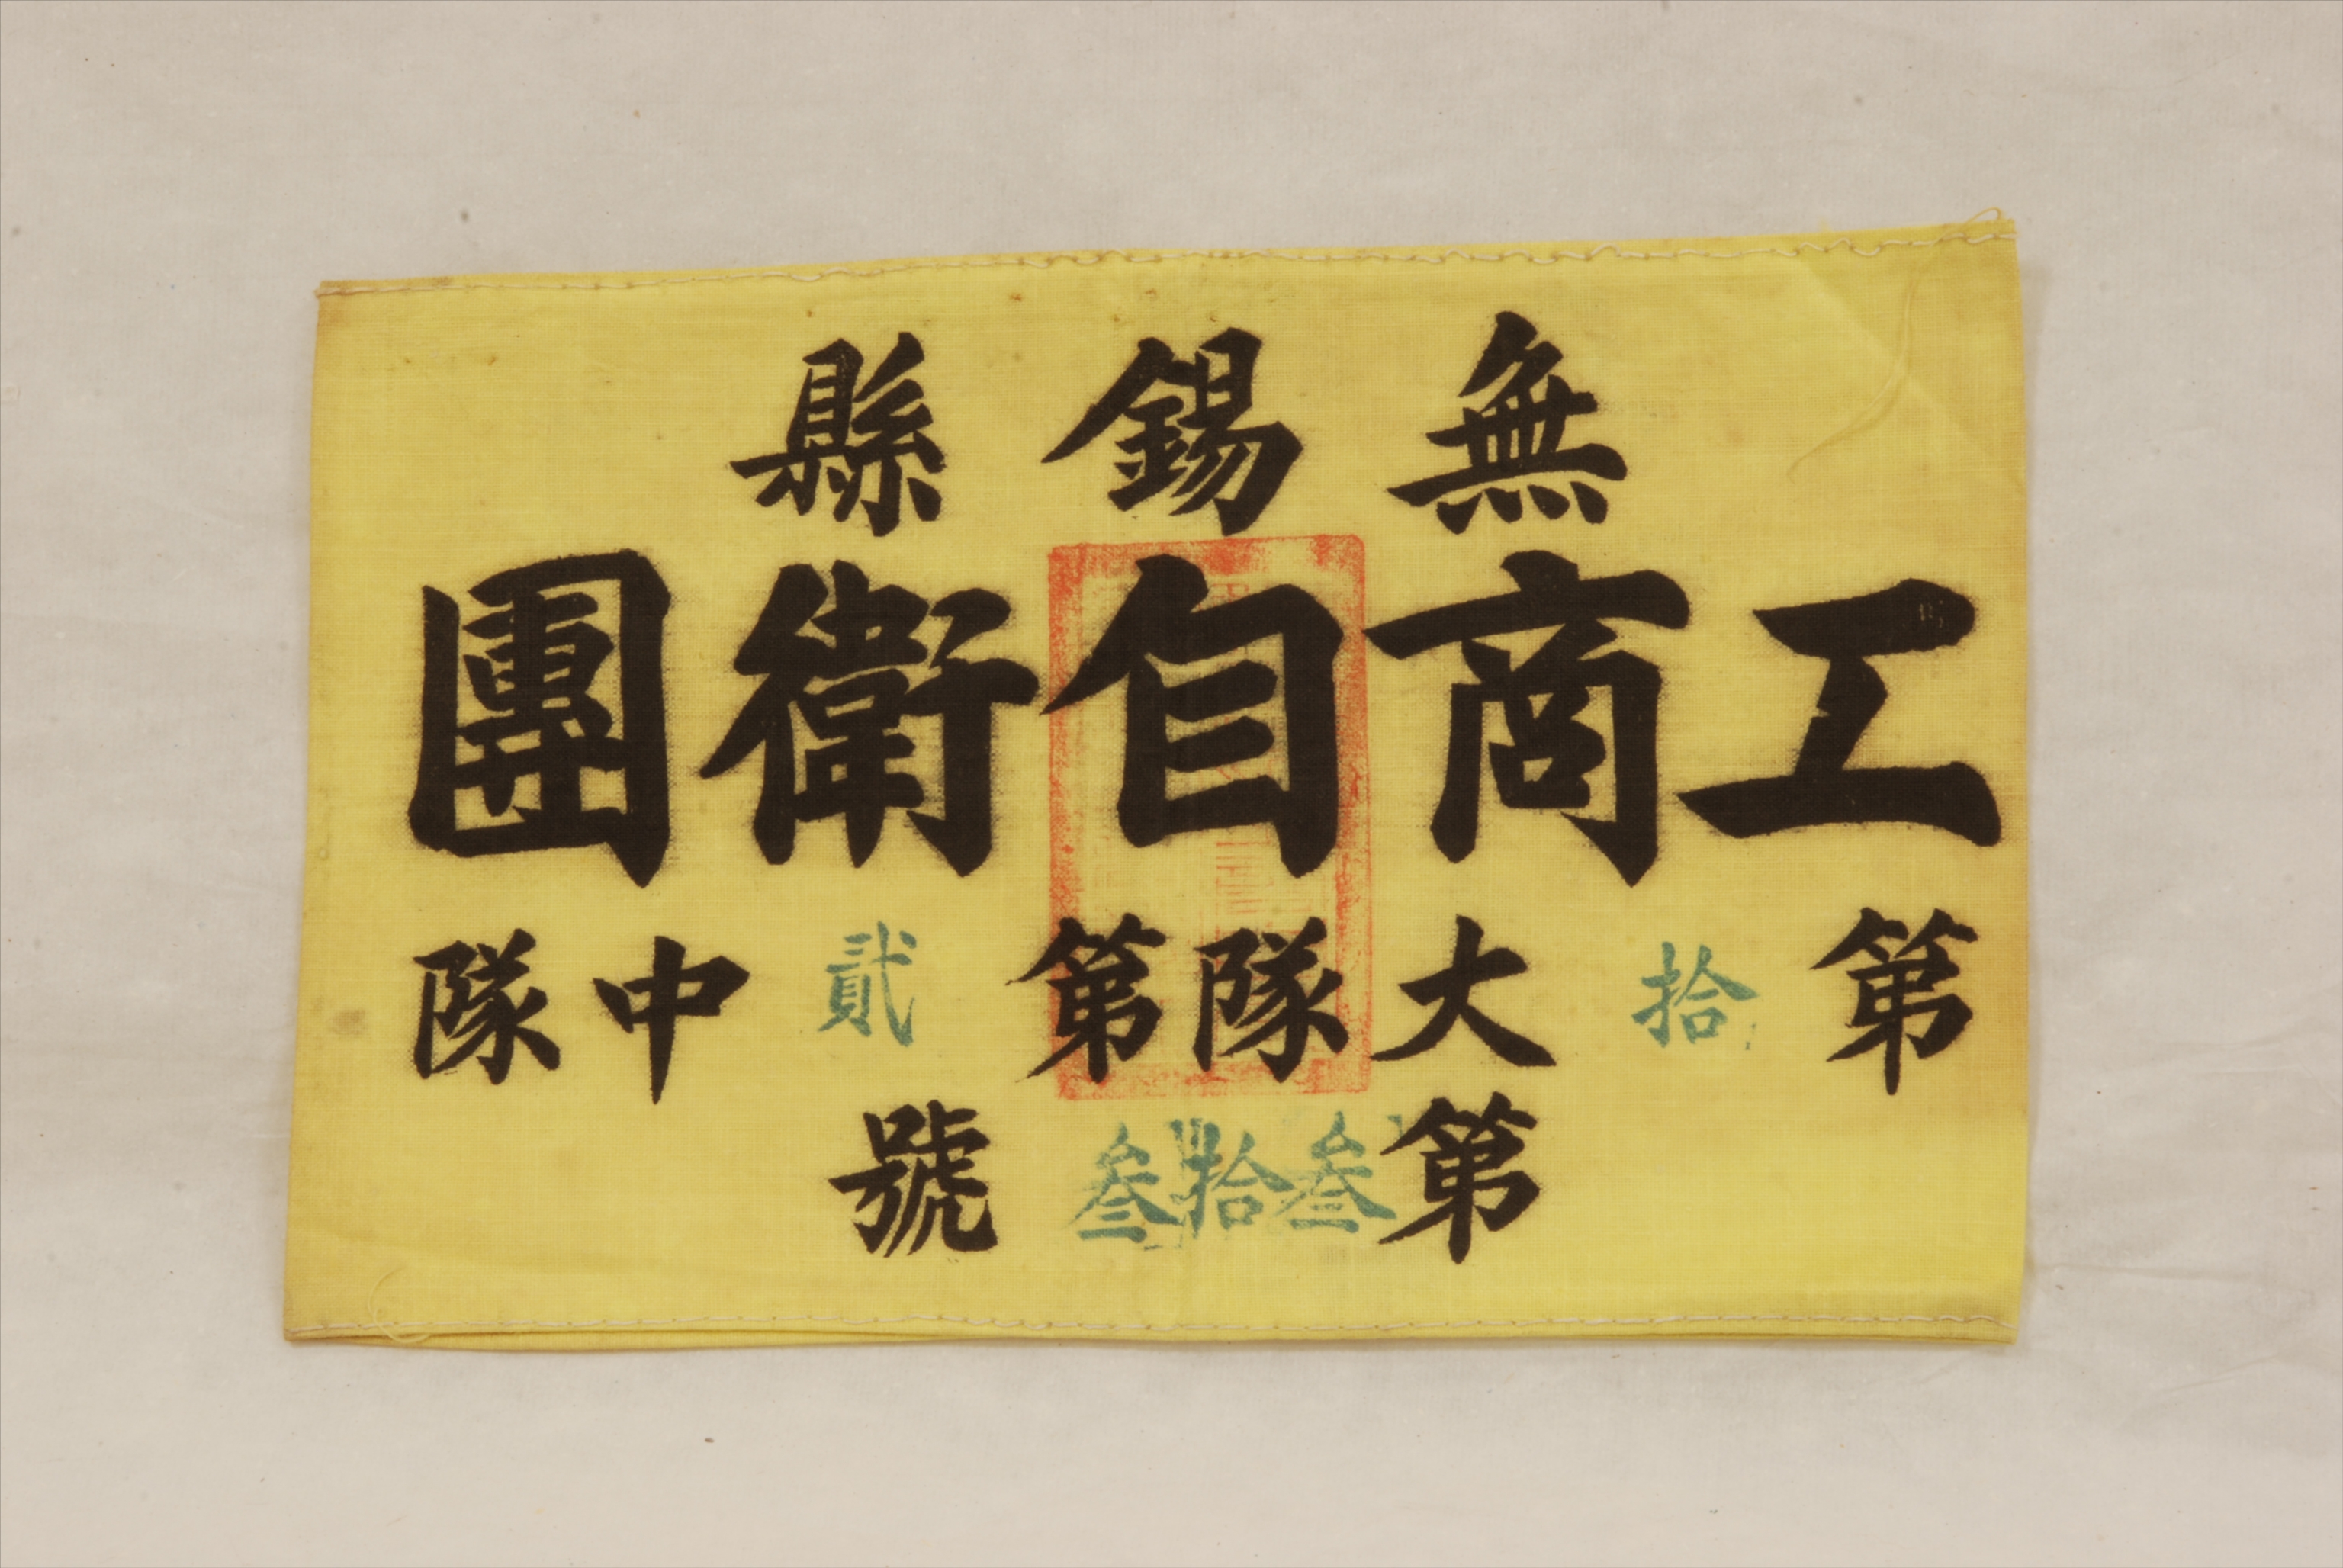 無錫縣
工商自衛團
第拾大隊第貳中隊
第叁拾叁號